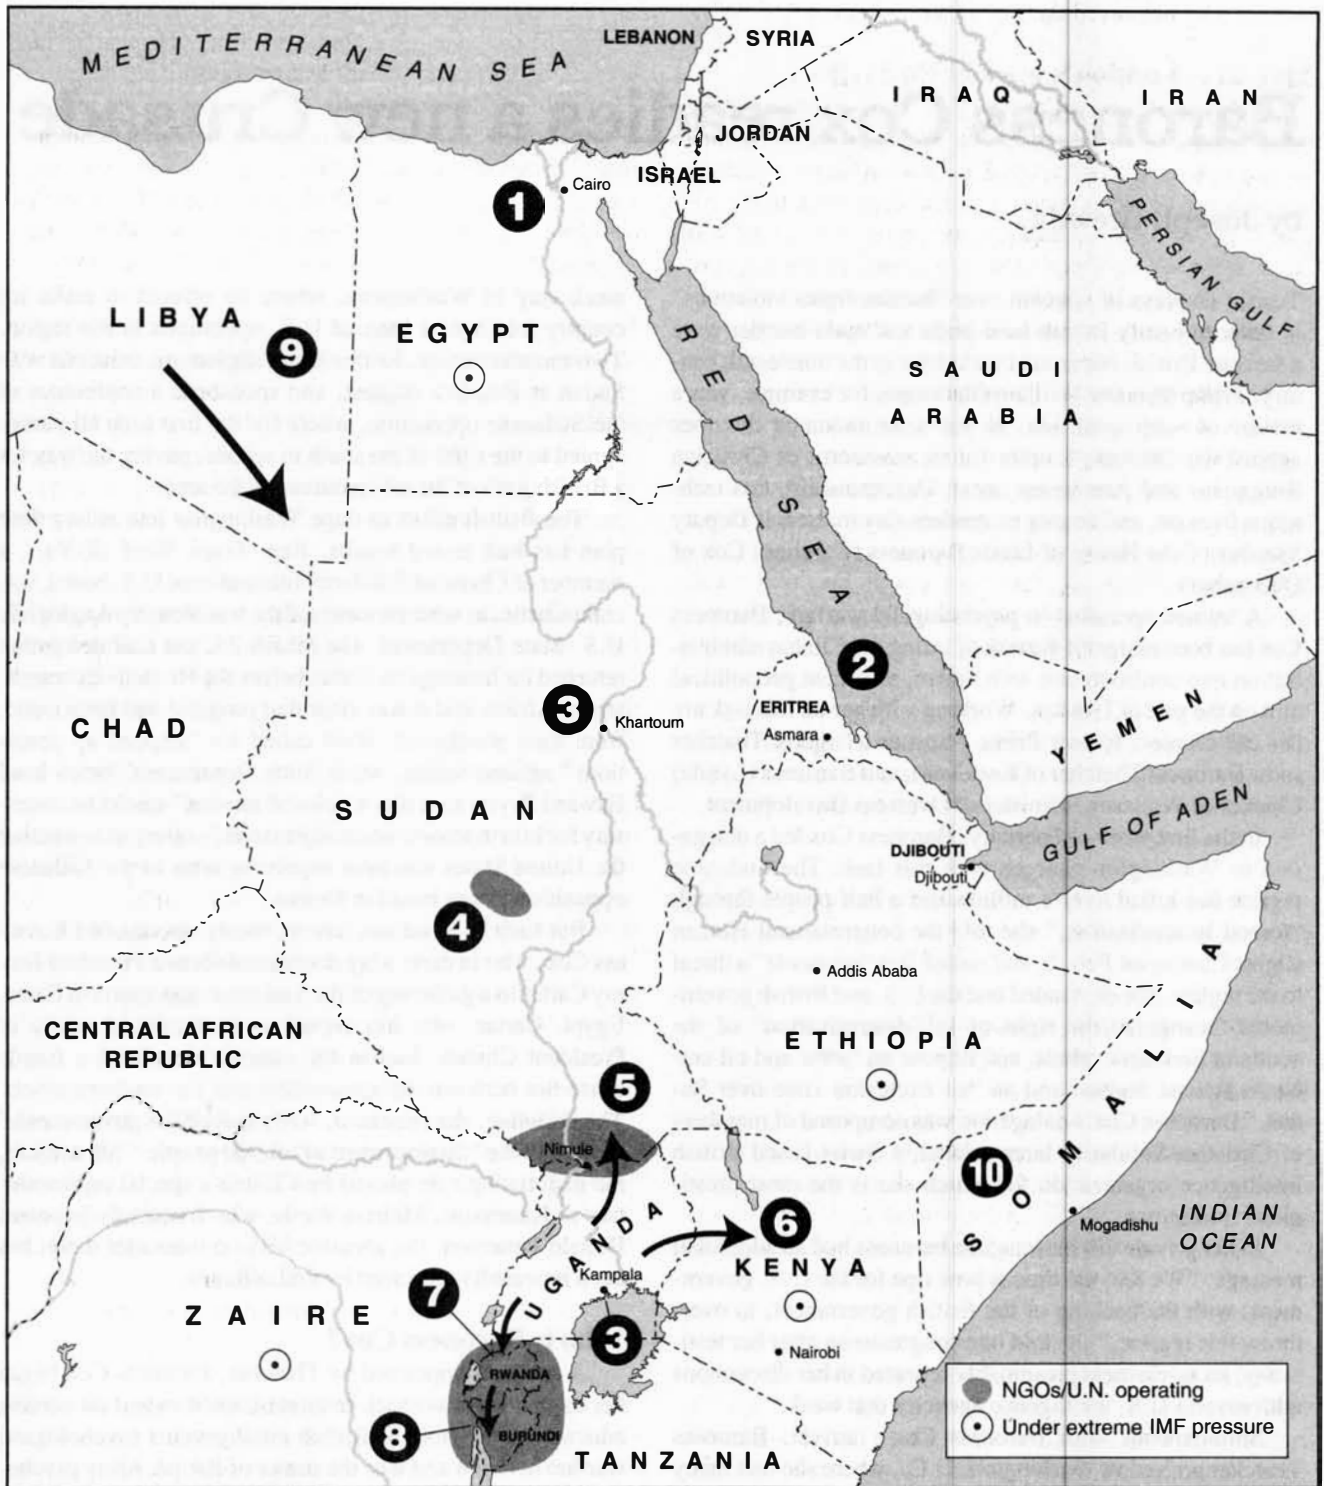 MEDITERRANEAN SEA
LEBANON
SYRIA
IRAQ
IRAN
JORDAN
ISRAEL
1
Cairo
PERSIAN GULF
LIBYA
9
EGYPT
RED SEA
SAUDI
ARABIA
2
CHAD
3
Khartoum
ERITREA
Asmara
YEMEN
SUDAN
GULF OF ADEN
DJIBOUTI
Djibouti
4
Addis Ababa
CENTRAL AFRICAN
REPUBLIC
ETHIOPIA
5
Nimule
SOMALIA
10
Mogadishu
INDIAN
OCEAN
UGANDA
6
KENYA
Kampala
7
ZAIRE
3
Nairobi
RWANDA
8
BURUNDI
TANZANIA
NGOs/U.N. operating
Under extreme IMF pressure